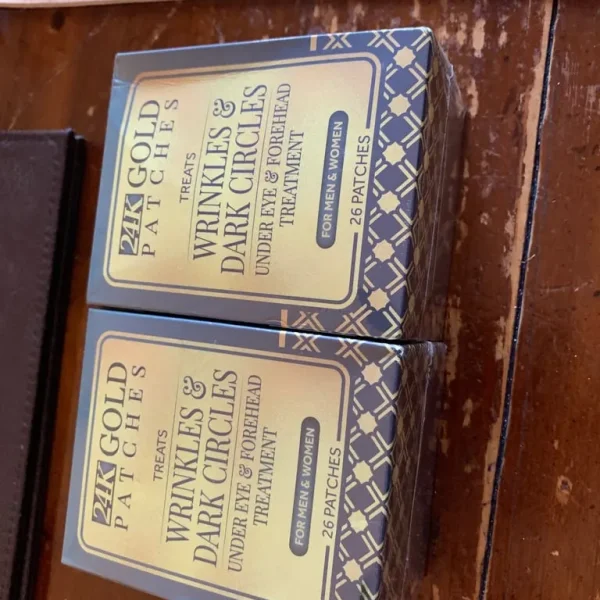 24K GOLD
PATCHES
TREATS
WRINKLES &
DARK CIRCLES
UNDER EYE & FOREHEAD
TREATMENT
FOR MEN & WOMEN
26 PATCHES
24K GOLD
PATCHES
TREATS
WRINKLES &
DARK CIRCLES
UNDER EYE & FOREHEAD
TREATMENT
FOR MEN & WOMEN
26 PATCHES